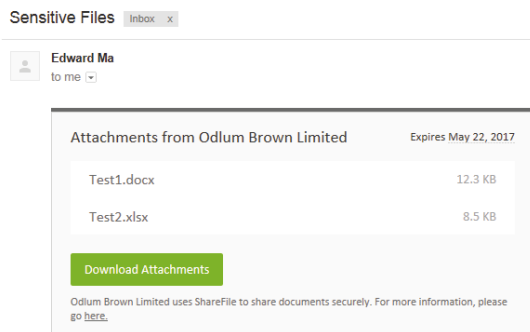 Sensitive Files Inbox x
Edward Ma
to me
Attachments from Odlum Brown Limited Expires May 22, 2017
Test1.docx 12.3 KB
Test2.xlsx 8.5 KB
Download Attachments
Odlum Brown Limited uses ShareFile to share documents securely. For more information, please
go here.